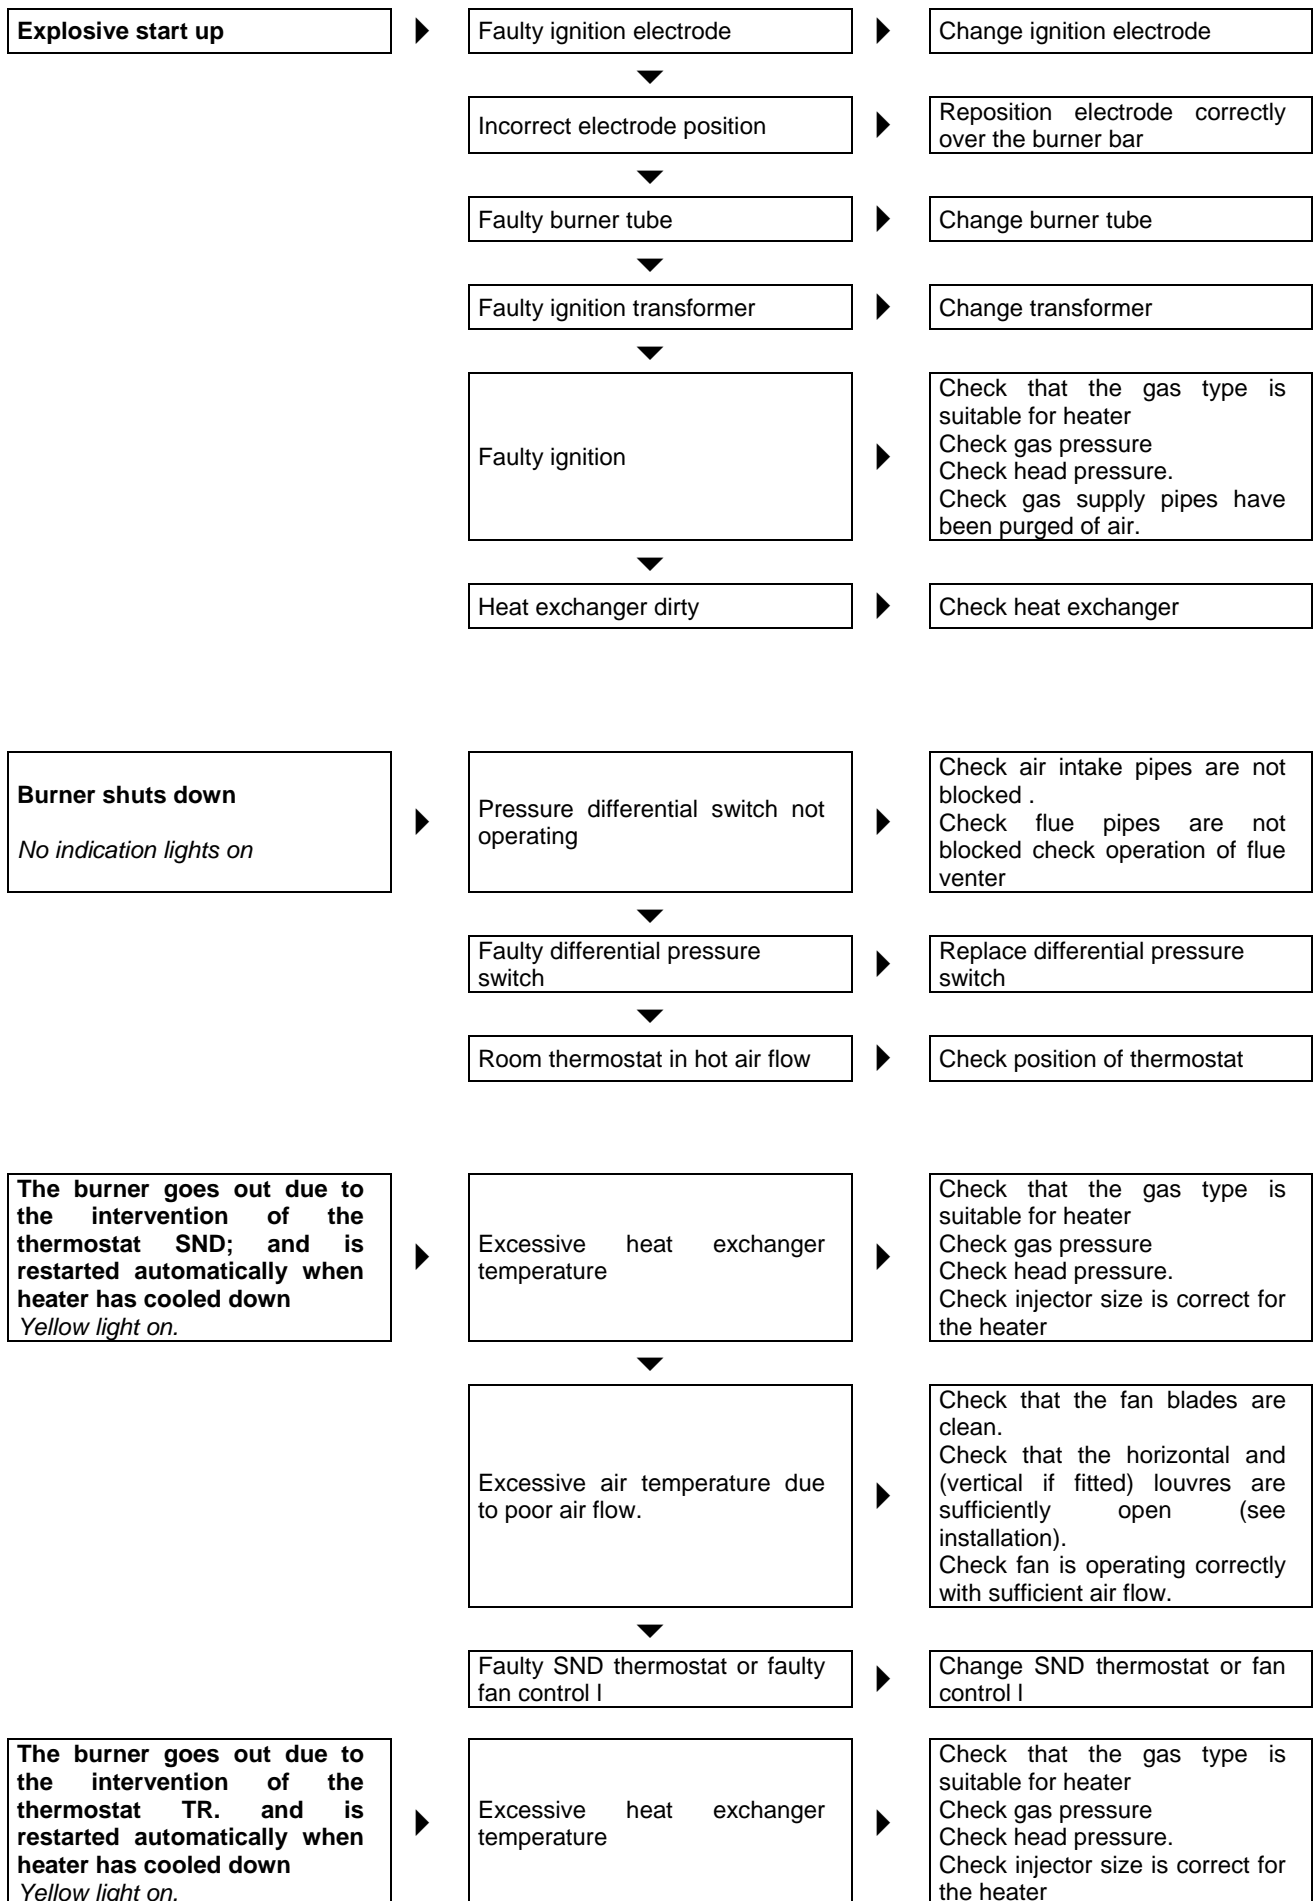 Explosive start up
Faulty ignition electrode
Change ignition electrode
Incorrect electrode position
Reposition electrode correctly
over the burner bar
Faulty burner tube
Change burner tube
Faulty ignition transformer
Change transformer
Faulty ignition
Check that the gas type is
suitable for heater
Check gas pressure
Check head pressure.
Check gas supply pipes have
been purged of air.
Heat exchanger dirty
Check heat exchanger
Burner shuts down
No indication lights on
Pressure differential switch not
operating
Check air intake pipes are not
blocked .
Check flue pipes are not
blocked check operation of flue
venter
Faulty differential pressure
switch
Replace differential pressure
switch
Room thermostat in hot air flow
Check position of thermostat
The burner goes out due to
the intervention of the
thermostat SND; and is
restarted automatically when
heater has cooled down
Yellow light on.
Excessive heat exchanger
temperature
Check that the gas type is
suitable for heater
Check gas pressure
Check head pressure.
Check injector size is correct for
the heater
Excessive air temperature due
to poor air flow.
Check that the fan blades are
clean.
Check that the horizontal and
(vertical if fitted) louvres are
sufficiently open (see
installation).
Check fan is operating correctly
with sufficient air flow.
Faulty SND thermostat or faulty
fan control l
Change SND thermostat or fan
control l
The burner goes out due to
the intervention of the
thermostat TR. and is
restarted automatically when
heater has cooled down
Yellow light on.
Excessive heat exchanger
temperature
Check that the gas type is
suitable for heater
Check gas pressure
Check head pressure.
Check injector size is correct for
the heater